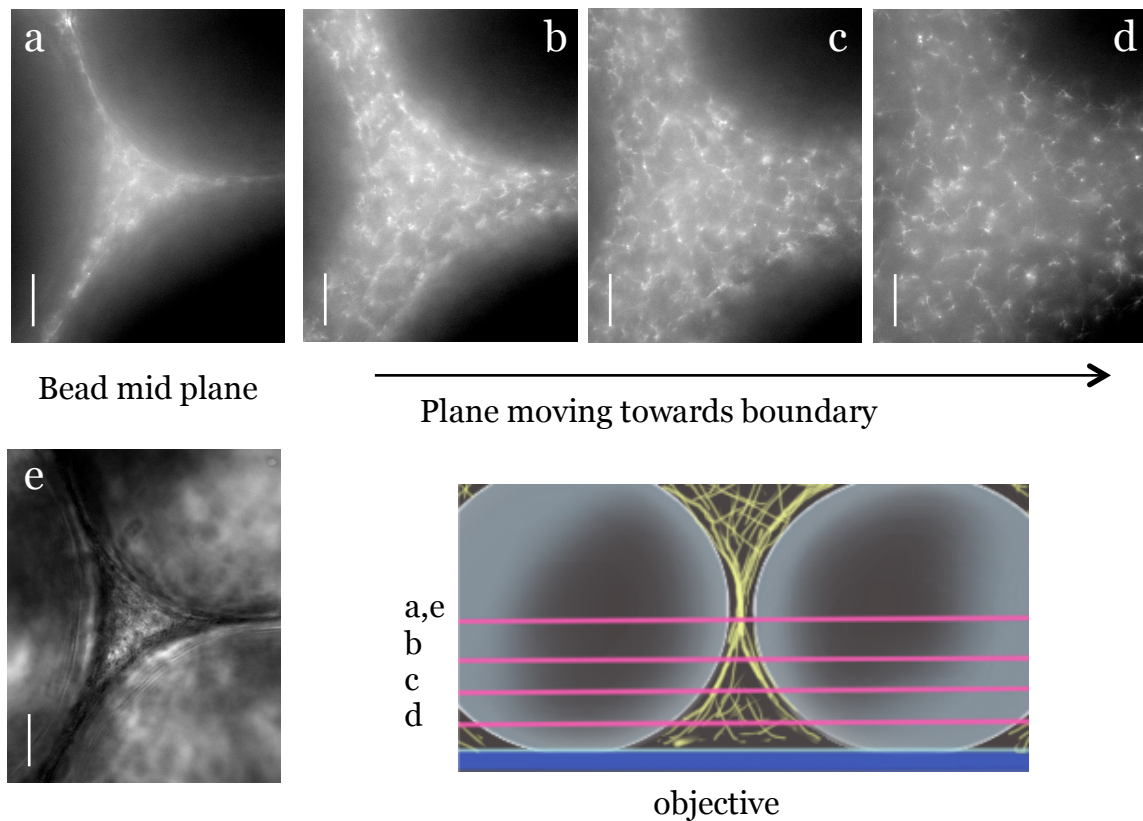 a
b
c
d
Bead mid plane
Plane moving towards boundary
e
a,e
b
c
d
objective